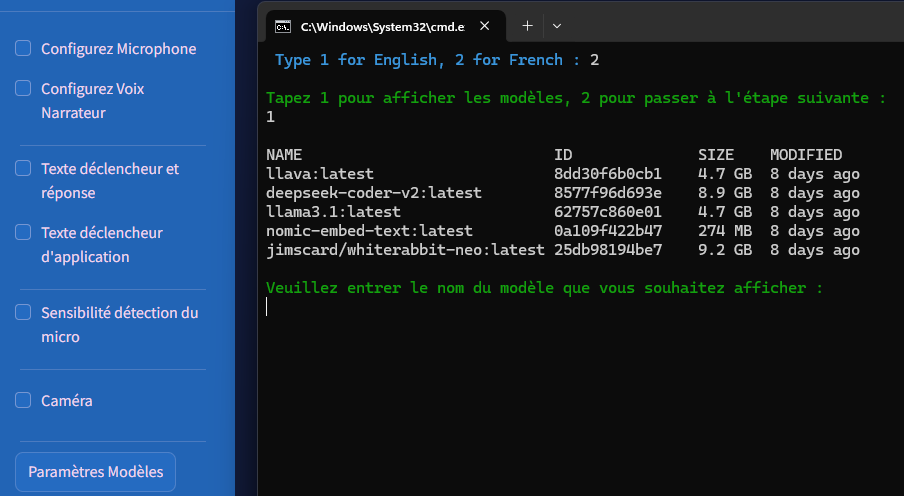 Configurez Microphone
Configurez Voix
Narrateur
Texte déclencheur et
réponse
Texte déclencheur
d'application
Sensibilité détection du
micro
Caméra
Paramètres Modèles
C:\Windows\System32\cmd.e
Type 1 for English, 2 for French : 2
Tapez 1 pour afficher les modèles, 2 pour passer à l'étape suivante :
1
NAME ID SIZE MODIFIED
llava:latest 8dd30f6b0cb1 4.7 GB 8 days ago
deepseek-coder-v2:latest 8577f96d693e 8.9 GB 8 days ago
llama3.1:latest 62757c860e01 4.7 GB 8 days ago
nomic-embed-text:latest 0a109f422b47 274 MB 8 days ago
jimscard/whiterabbit-neo:latest 25db98194be7 9.2 GB 8 days ago
Veuillez entrer le nom du modèle que vous souhaitez afficher :